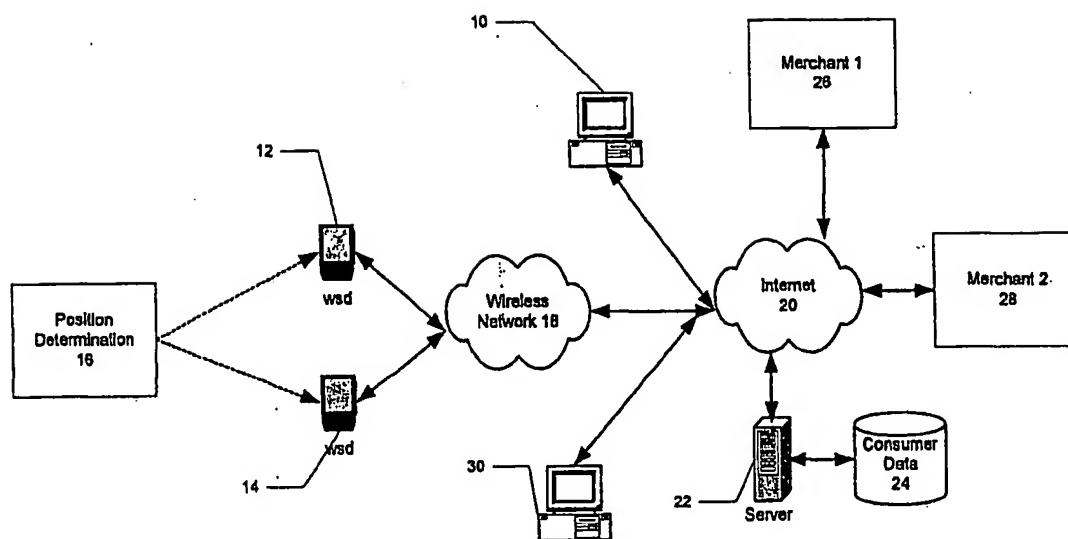 10
Merchant 1
26
12
wsd
Position
Determination
16
Wireless
Network 18
Internet
20
Merchant 2
28
wsd
14
30
22
Server
Consumer
Data
24